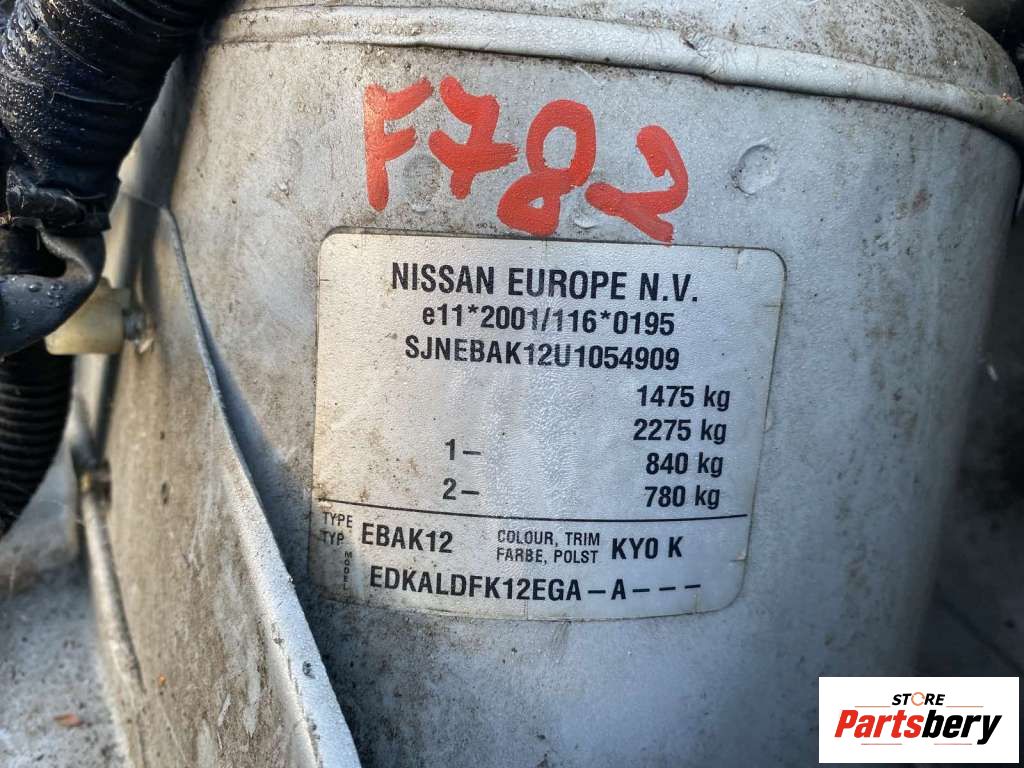 F782
NISSAN EUROPE N.V.
e11*2001/116*0195
SJNEBAK12U1054909
1475 kg
2275 kg
1- 840 kg
2- 780 kg
TYPE
TYP EBAK12
COLOUR, TRIM
FARBE, POLST KY0 K
MODEL EDKALDFK12EGA-A---
STORE
Partsbery